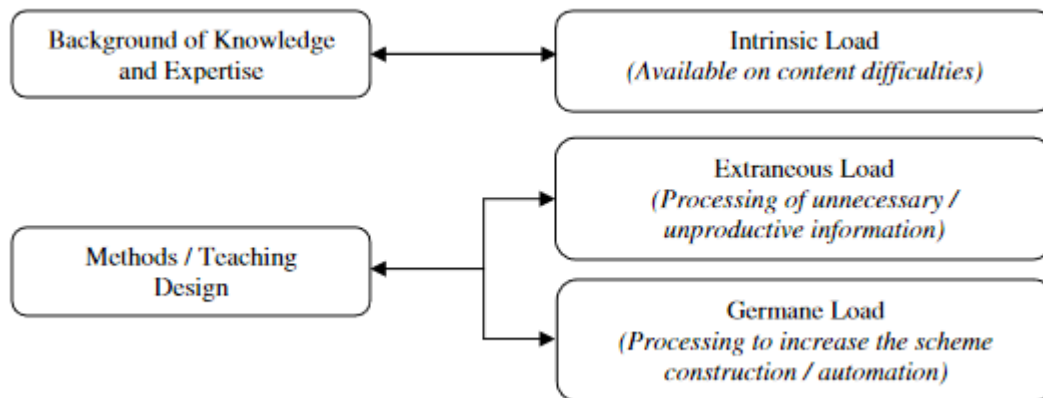 Background of Knowledge
and Expertise
Intrinsic Load
(Available on content difficulties)
Extraneous Load
(Processing of unnecessary /
unproductive information)
Methods / Teaching
Design
Germane Load
(Processing to increase the scheme
construction / automation)